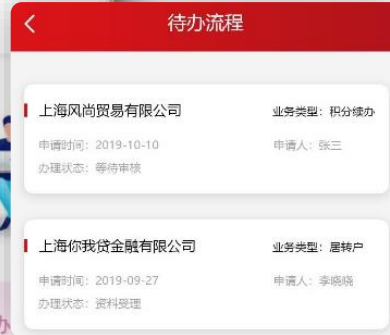 待办流程
上海风尚贸易有限公司 业务类型：积分续办
申请时间：2019-10-10 申请人：张三
办理状态：等待审核
上海你我贷金融有限公司 业务类型：居转户
申请时间：2019-09-27 申请人：李晓晓
办理状态：资料受理
办